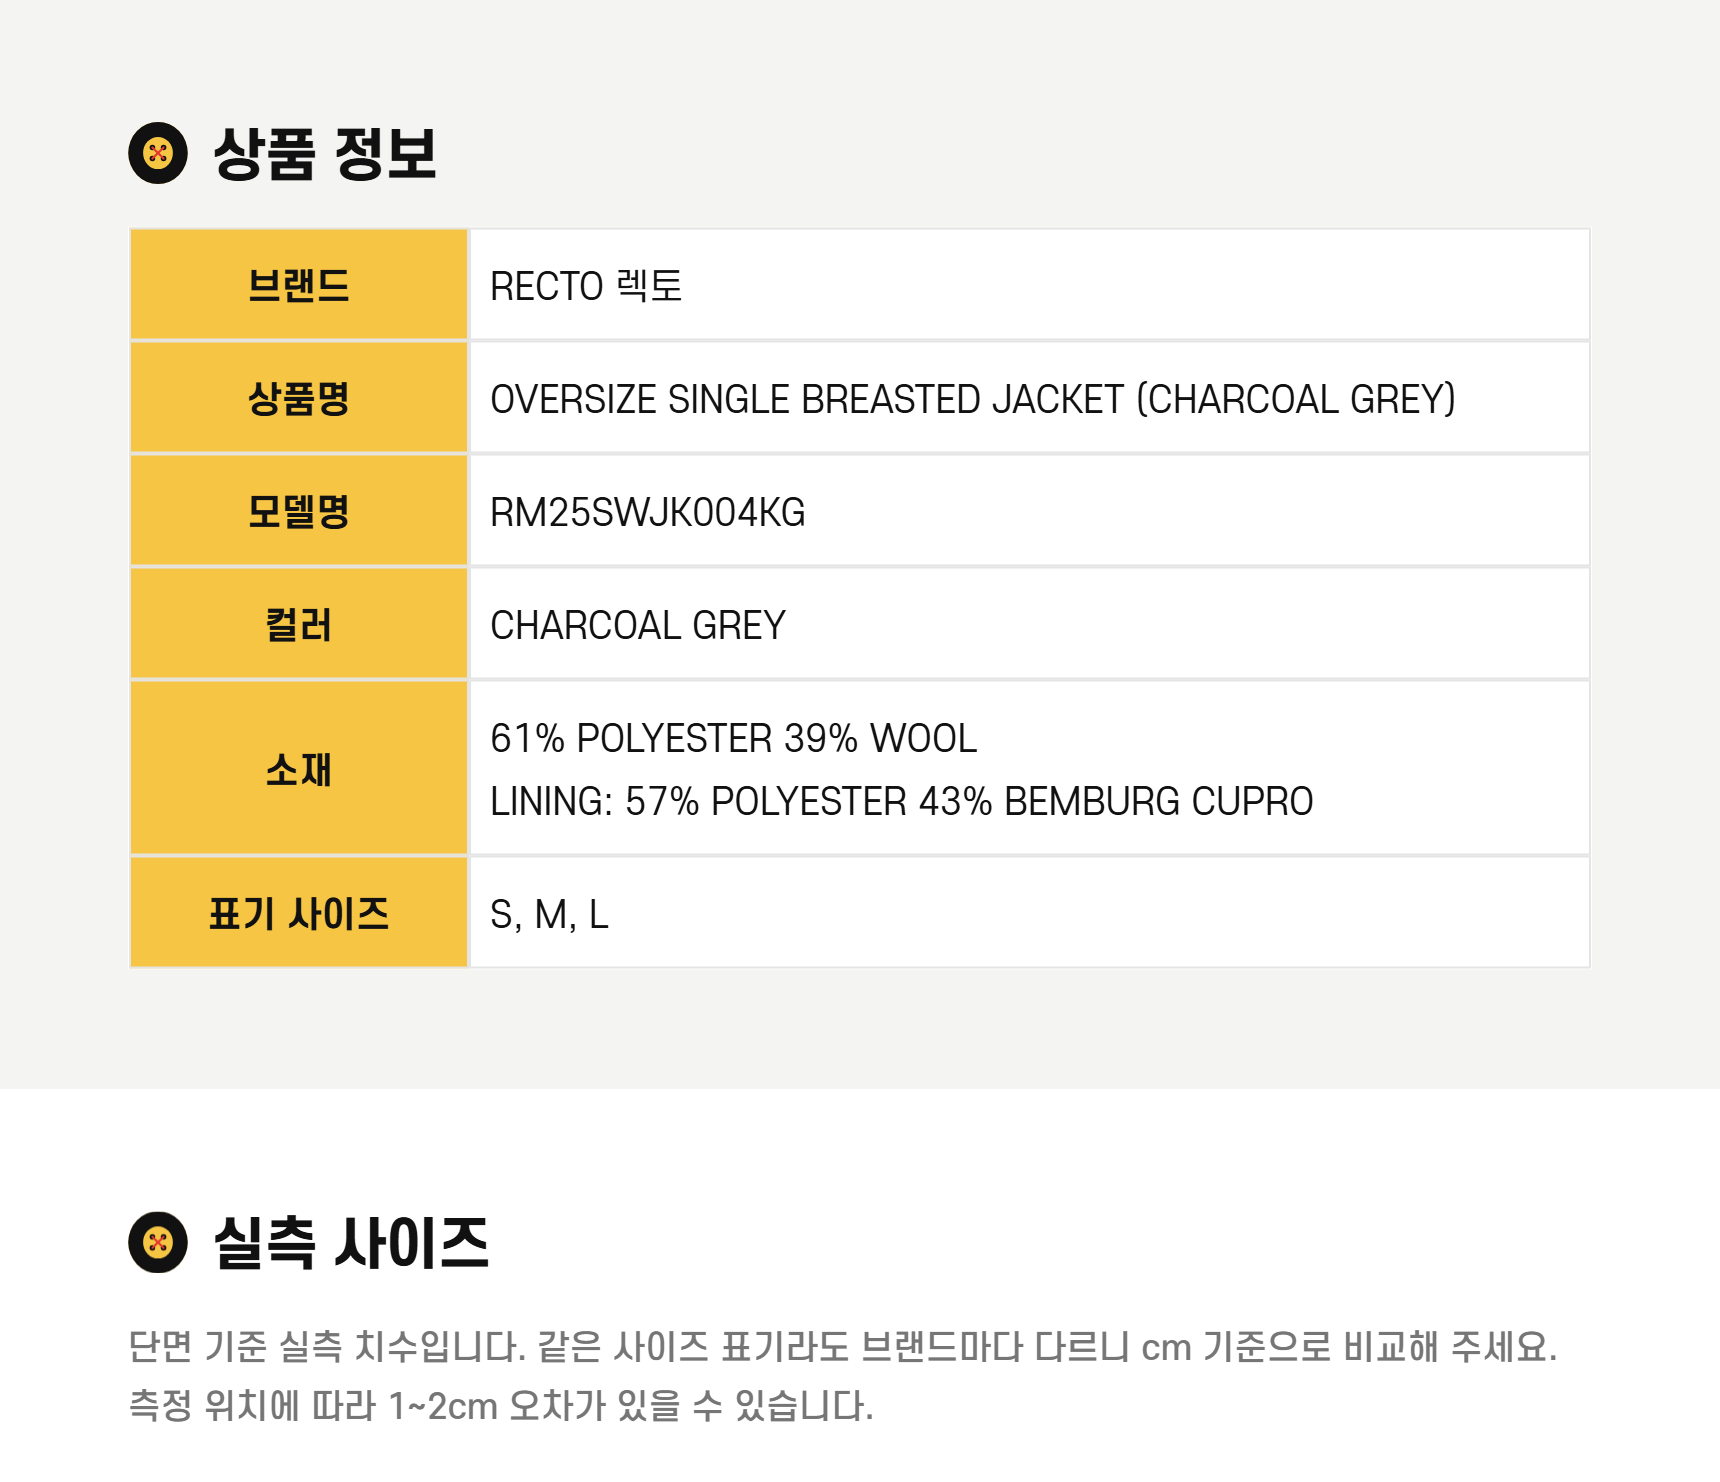 상품 정보
브랜드 RECTO 렉토
상품명 OVERSIZE SINGLE BREASTED JACKET (CHARCOAL GREY)
모델명 RM25SWJK004KG
컬러 CHARCOAL GREY
소재 61% POLYESTER 39% WOOL
LINING: 57% POLYESTER 43% BEMBURG CUPRO
표기 사이즈 S, M, L
실측 사이즈
단면 기준 실측 치수입니다. 같은 사이즈 표기라도 브랜드마다 다르니 cm 기준으로 비교해 주세요.
측정 위치에 따라 1~2cm 오차가 있을 수 있습니다.